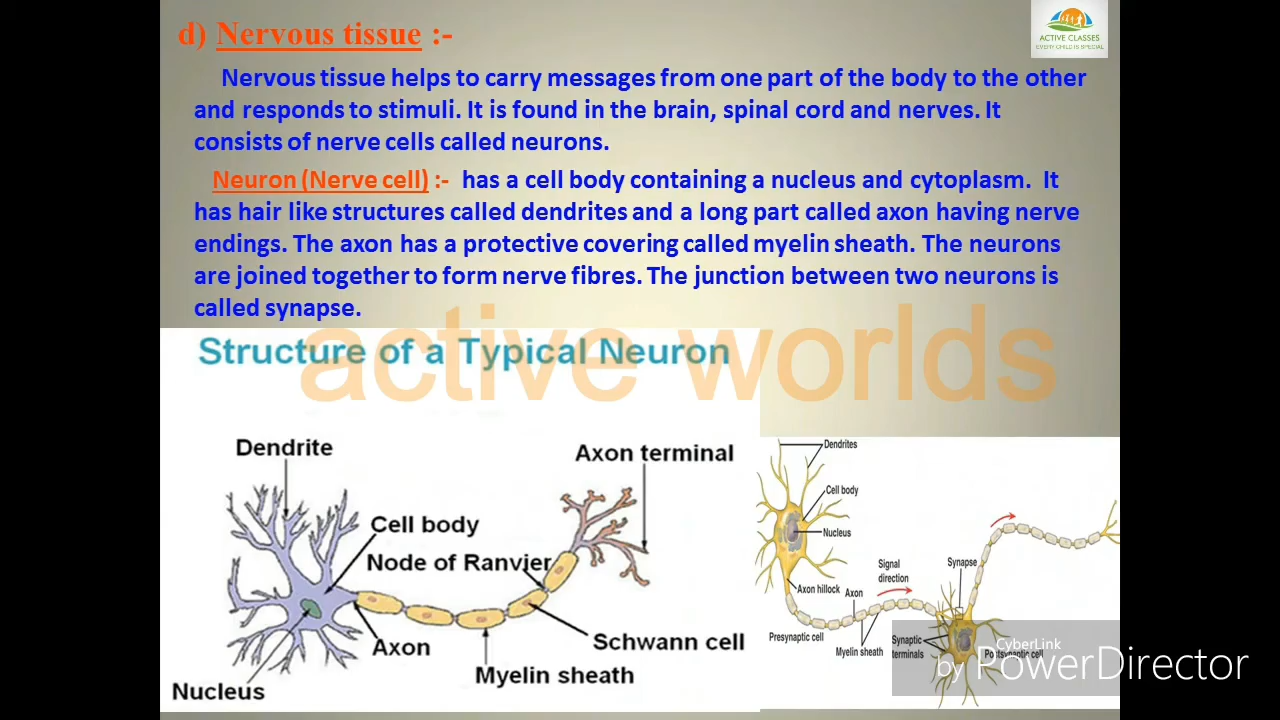 d) Nervous tissue :-
ACTIVE CLASSES
EVERY CHILD IS SPECIAL
Nervous tissue helps to carry messages from one part of the body to the other
and responds to stimuli. It is found in the brain, spinal cord and nerves. It
consists of nerve cells called neurons.
Neuron (Nerve cell) :- has a cell body containing a nucleus and cytoplasm. It
has hair like structures called dendrites and a long part called axon having nerve
endings. The axon has a protective covering called myelin sheath. The neurons
are joined together to form nerve fibres. The junction between two neurons is
called synapse.
active worlds
Structure of a Typical Neuron
Dendrite
Axon terminal
Cell body
Node of Ranvier
Axon
Schwann cell
Myelin sheath
Nucleus
Dendrites
Cell body
Nucleus
Axon hillock
Axon
Signal
direction
Synapse
Presynaptic cell
Myelin sheath
Synaptic
terminals
Postsynaptic cell
CyberLink
by PowerDirector